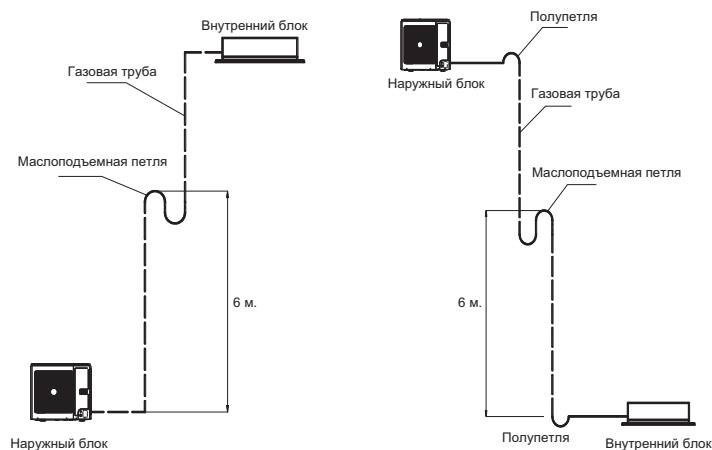 Внутренний блок
Газовая труба
Маслоподъемная петля
6 м.
Наружный блок
Полупетля
Наружный блок
Газовая труба
Маслоподъемная петля
6 м.
Полупетля
Внутренний блок